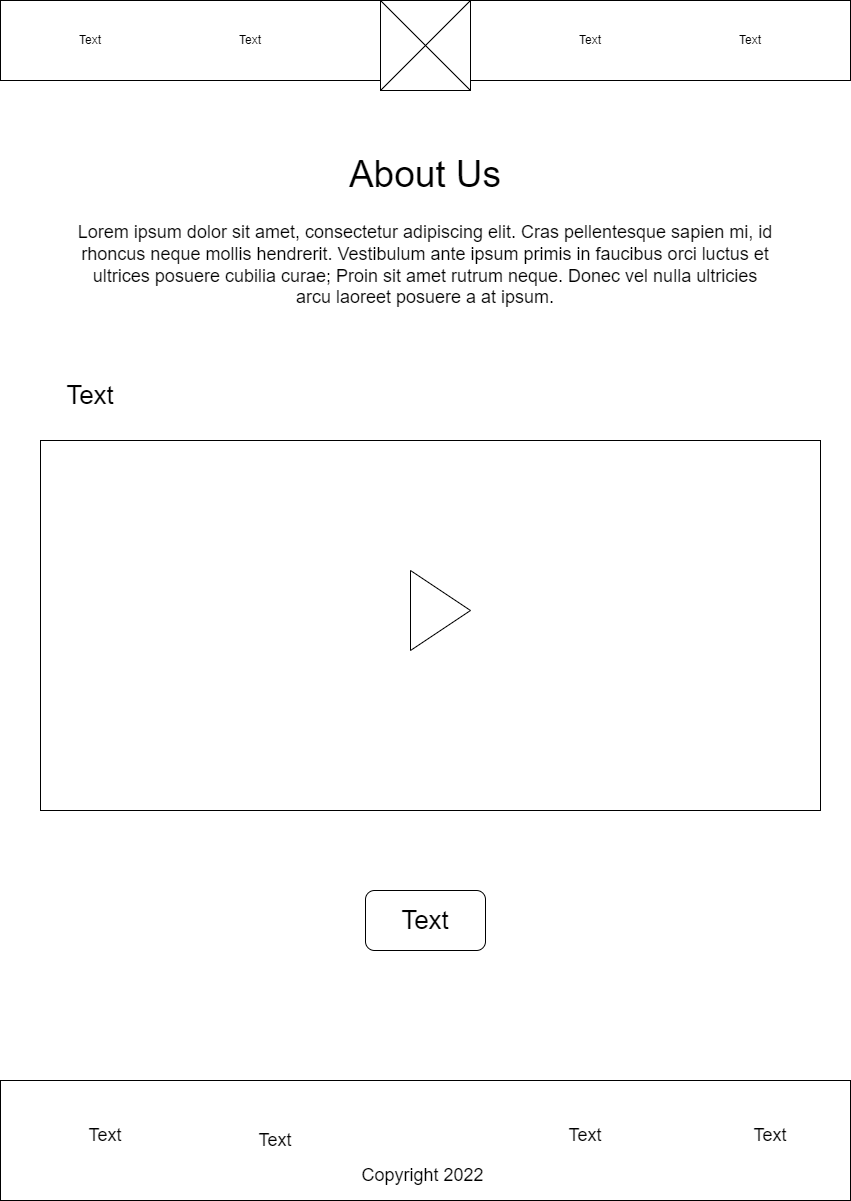 Text
Text
Text
Text
About Us
Lorem ipsum dolor sit amet, consectetur adipiscing elit. Cras pellentesque sapien mi, id
rhoncus neque mollis hendrerit. Vestibulum ante ipsum primis in faucibus orci luctus et
ultrices posuere cubilia curae; Proin sit amet rutrum neque. Donec vel nulla ultricies
arcu laoreet posuere a at ipsum.
Text
Text
Text
Text
Text
Text
Copyright 2022